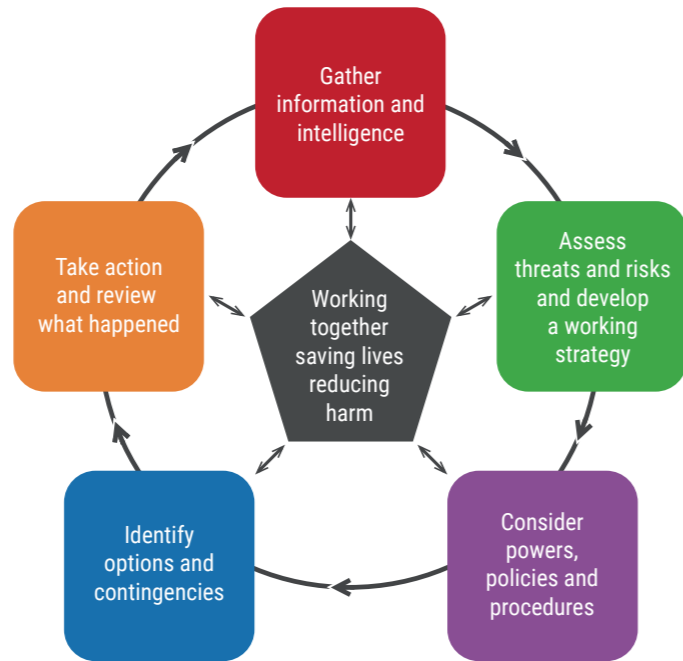 Gather
information and
intelligence
Assess
threats and risks
and develop
a working
strategy
Consider
powers,
policies and
procedures
Identify
options and
contingencies
Take action
and review
what happened
Working
together
saving lives
reducing
harm